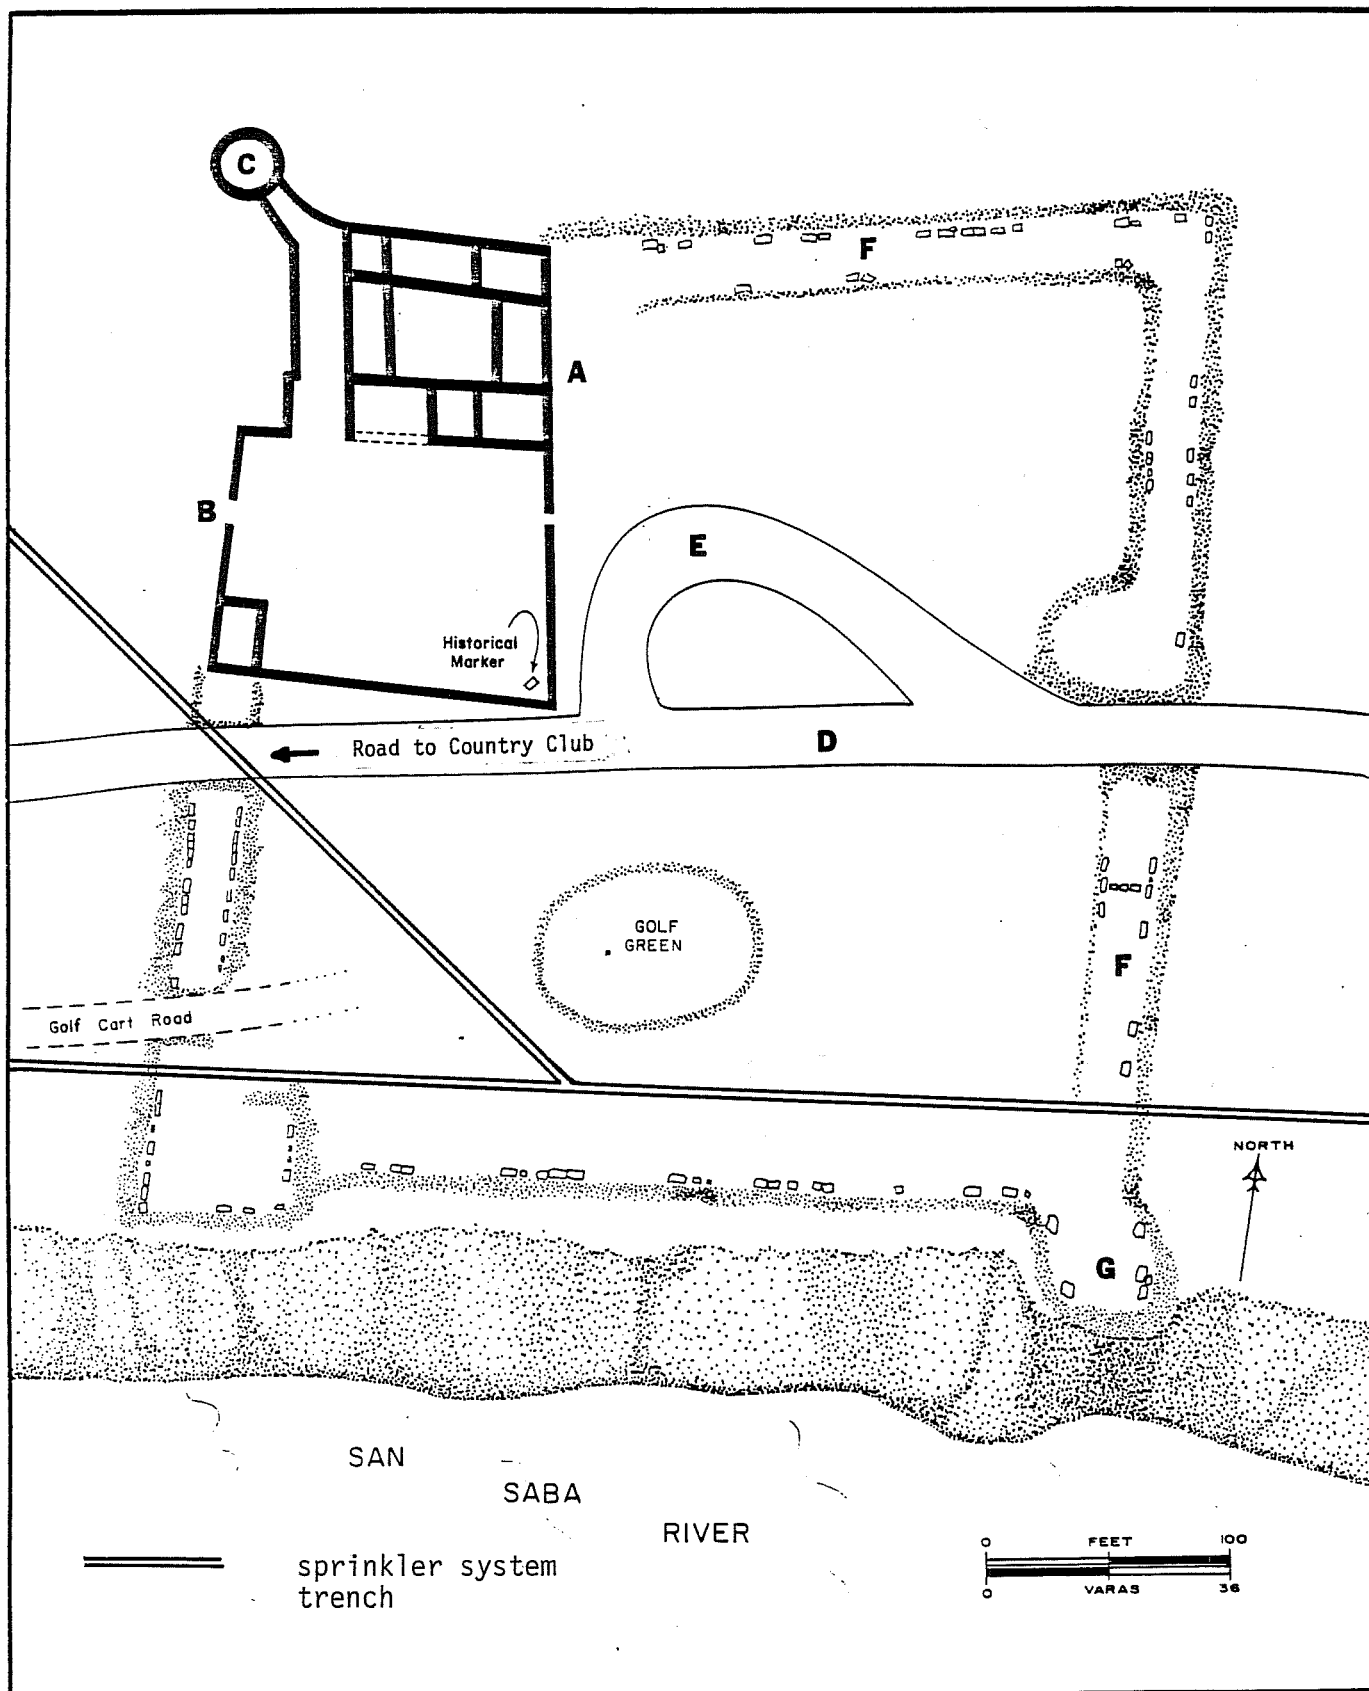 C
F
A
B
E
Historical
Marker
Road to Country Club
D
GOLF
GREEN
F
Golf Cart Road
NORTH
G
SAN
SABA
RIVER
0 FEET 100
0 VARAS 36
sprinkler system
trench